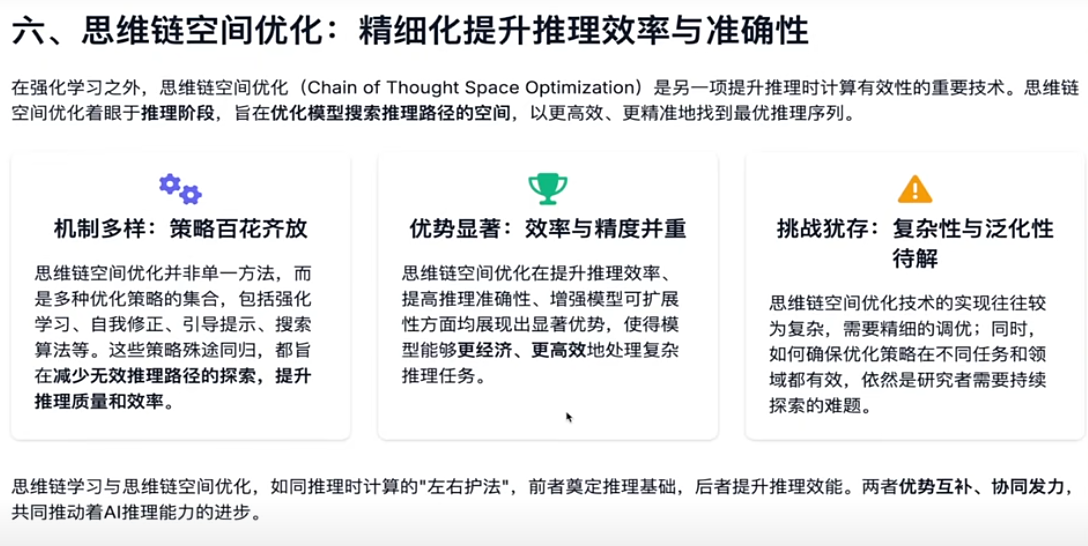 六、思维链空间优化：精细化提升推理效率与准确性
在强化学习之外，思维链空间优化（Chain of Thought Space Optimization）是另一项提升推理时计算有效性的重要技术。思维链
空间优化着眼于推理阶段，旨在优化模型搜索推理路径的空间，以更高效、更精准地找到最优推理序列。
机制多样：策略百花齐放
思维链空间优化并非单一方法，而
是多种优化策略的集合，包括强化
学习、自我修正、引导提示、搜索
算法等。这些策略殊途同归，都旨
在减少无效推理路径的探索，提升
推理质量和效率。
优势显著：效率与精度并重
思维链空间优化在提升推理效率、
提高推理准确性、增强模型可扩展
性方面均展现出显著优势，使得模
型能够更经济、更高效地处理复杂
推理任务。
挑战犹存：复杂性与泛化性
待解
思维链空间优化技术的实现往往较
为复杂，需要精细的调优；同时，
如何确保优化策略在不同任务和领
域都有效，依然是研究者需要持续
探索的难题。
思维链学习与思维链空间优化，如同推理时计算的"左右护法"，前者奠定推理基础，后者提升推理效能。两者优势互补、协同发力，
共同推动着AI推理能力的进步。